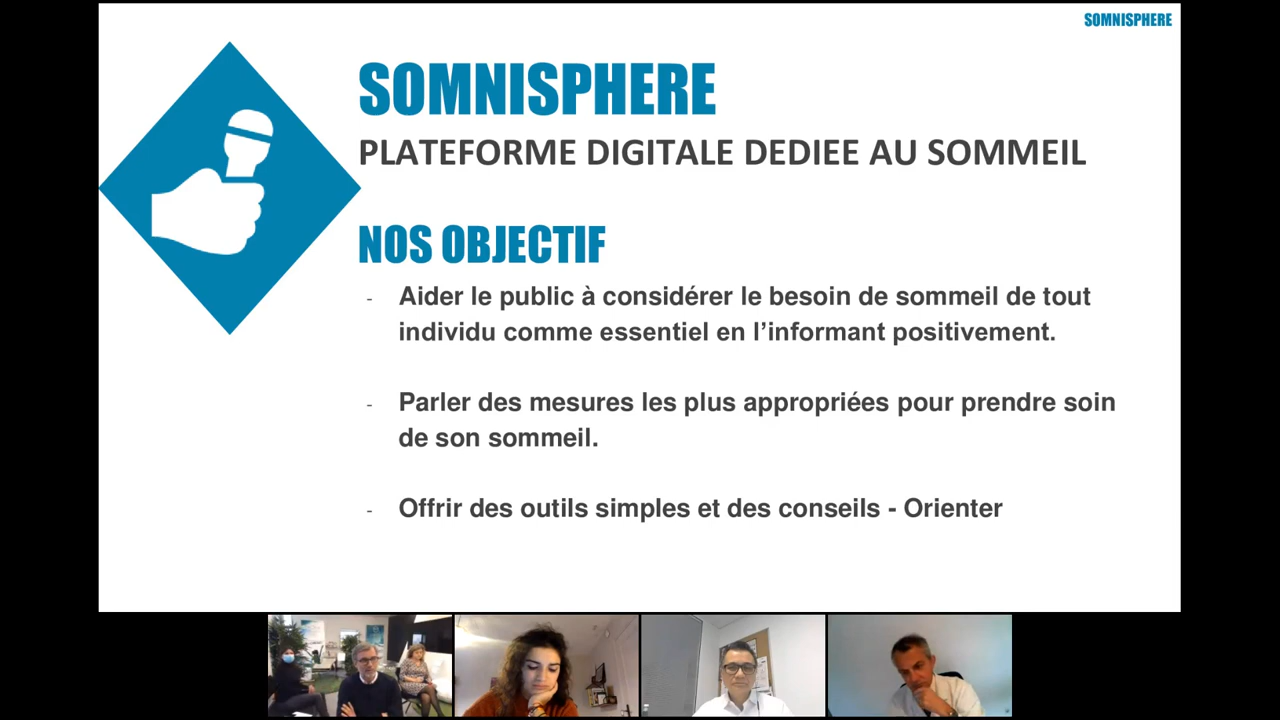 SOMNISPHERE
SOMNISPHERE
PLATEFORME DIGITALE DEDIEE AU SOMMEIL
NOS OBJECTIF
- Aider le public à considérer le besoin de sommeil de tout
individu comme essentiel en l’informant positivement.
- Parler des mesures les plus appropriées pour prendre soin
de son sommeil.
- Offrir des outils simples et des conseils - Orienter